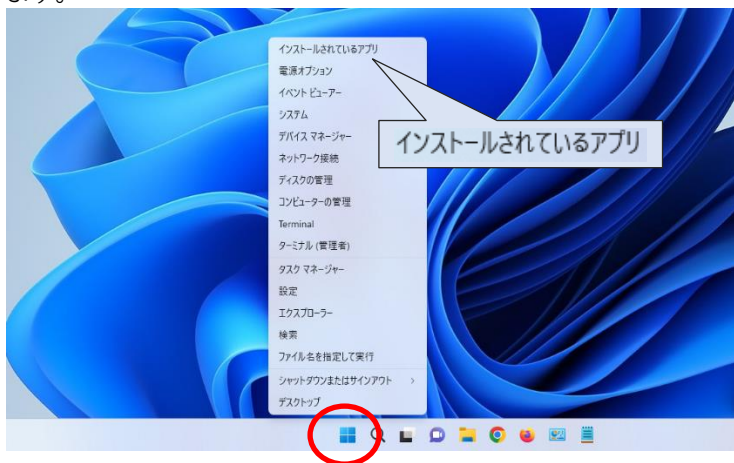 インストールされているアプリ
電源オプション
イベント ビューアー
システム
デバイス マネージャー
インストールされているアプリ
ネットワーク接続
ディスクの管理
コンピューターの管理
Terminal
ターミナル (管理者)
タスク マネージャー
設定
エクスプローラー
検索
ファイル名を指定して実行
シャットダウンまたはサインアウト
デスクトップ